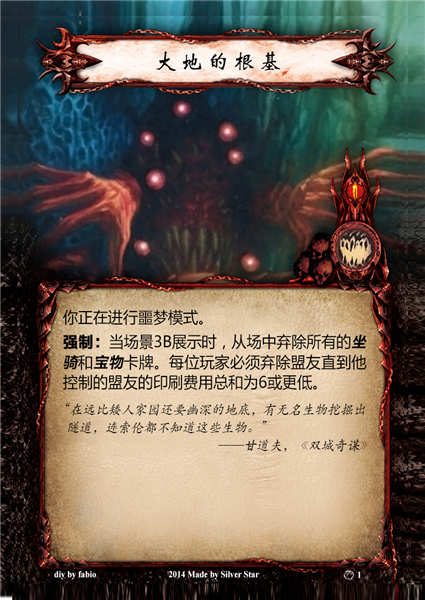 大地的根基
你正在进行噩梦模式。
强制：当场景3B展示时，从场中弃除所有的坐
骑和宝物卡牌。每位玩家必须弃除盟友直到他
控制的盟友的印刷费用总和为6或更低。
“在远比矮人家园还要幽深的地底，有无名生物挖掘出
隧道，连索伦都不知道这些生物。”
——甘道夫，《双城奇谋》
diy by fabio 2014 Made by Silver Star 1